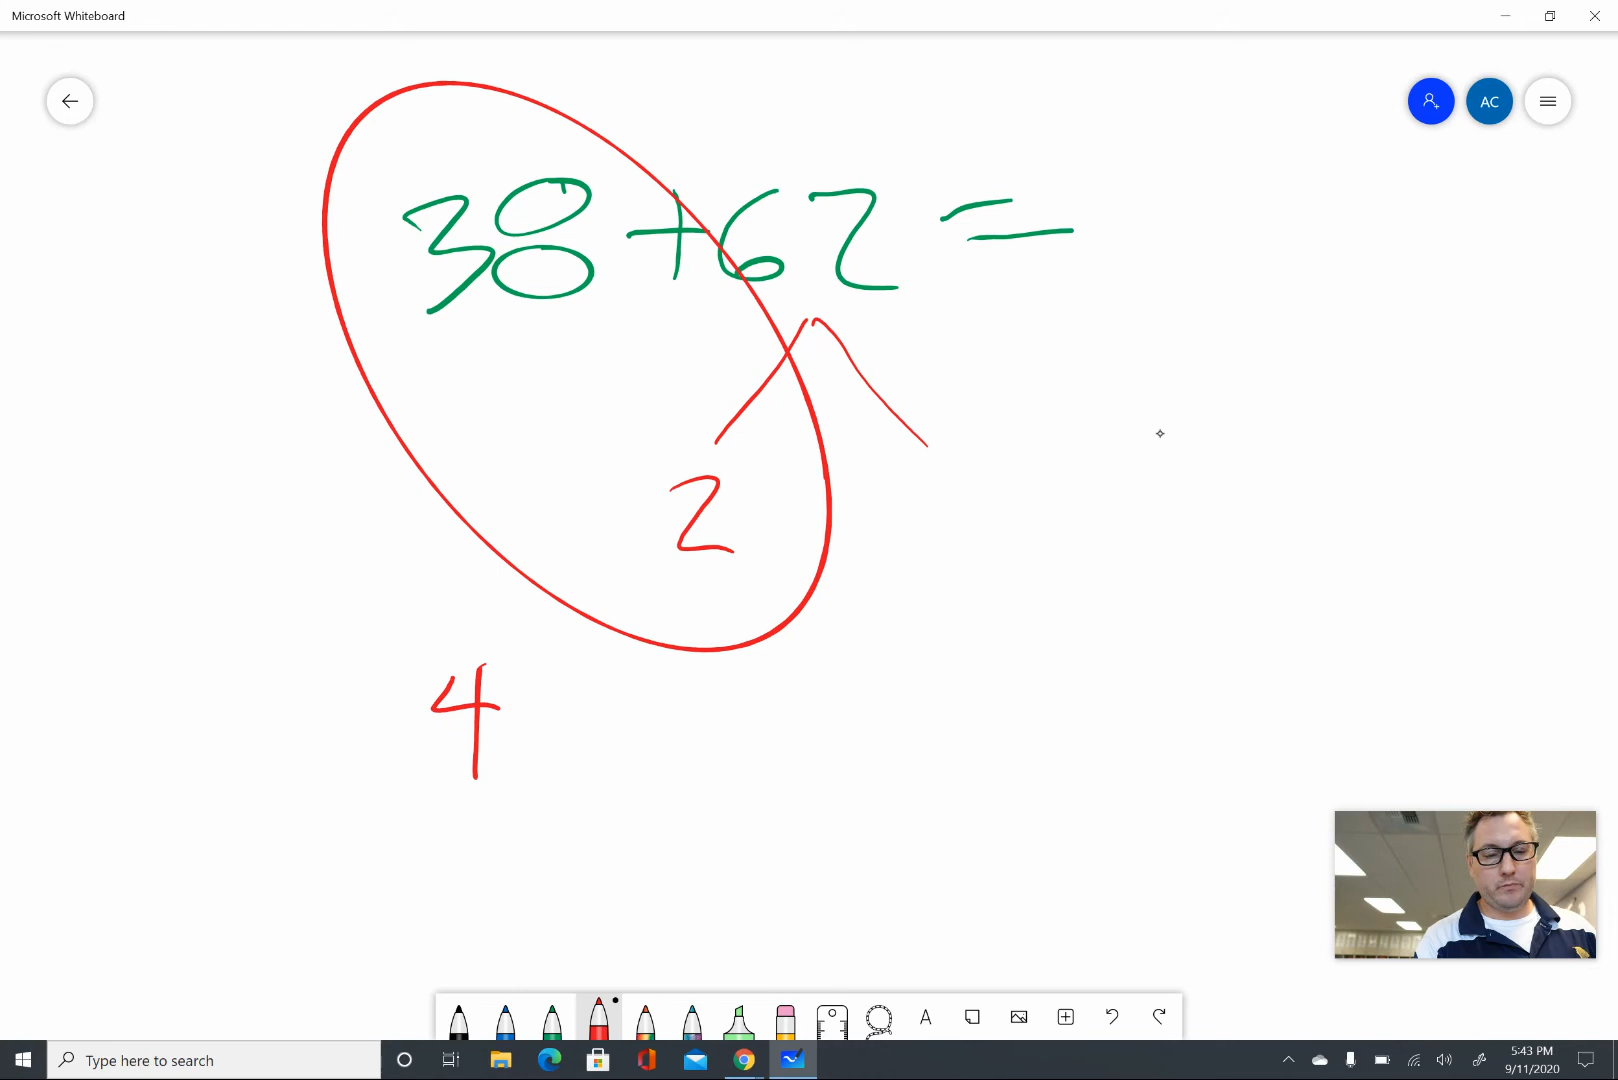 Microsoft Whiteboard
AC
38+62=
2
4
A
Type here to search
5:43 PM
9/11/2020